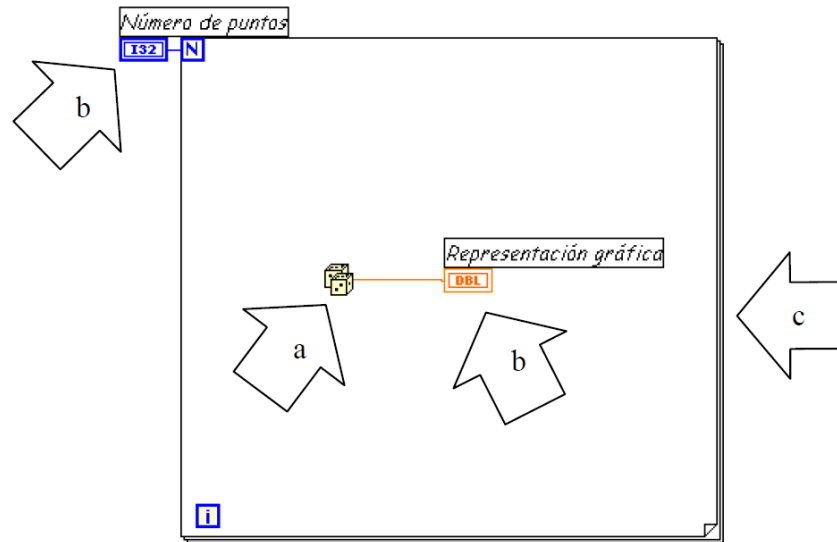 Número de puntos
I32 N
b
Representación gráfica
DBL
c
a
b
i